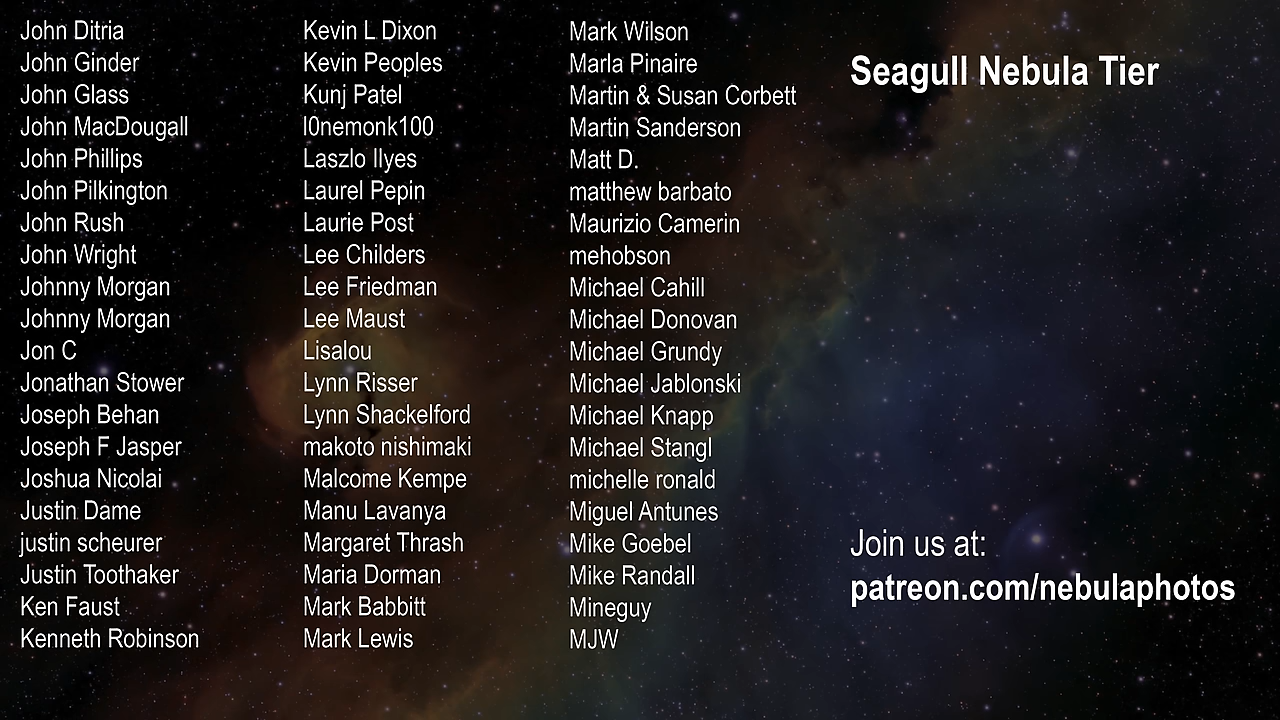 John Ditria
John Ginder
John Glass
John MacDougall
John Phillips
John Pilkington
John Rush
John Wright
Johnny Morgan
Johnny Morgan
Jon C
Jonathan Stower
Joseph Behan
Joseph F Jasper
Joshua Nicolai
Justin Dame
justin scheurer
Justin Toothaker
Ken Faust
Kenneth Robinson
Kevin L Dixon
Kevin Peoples
Kunj Patel
l0nemonk100
Laszlo Ilyes
Laurel Pepin
Laurie Post
Lee Childers
Lee Friedman
Lee Maust
Lisalou
Lynn Risser
Lynn Shackelford
makoto nishimaki
Malcome Kempe
Manu Lavanya
Margaret Thrash
Maria Dorman
Mark Babbitt
Mark Lewis
Mark Wilson
Marla Pinaire
Martin & Susan Corbett
Martin Sanderson
Matt D.
matthew barbato
Maurizio Camerin
mehobson
Michael Cahill
Michael Donovan
Michael Grundy
Michael Jablonski
Michael Knapp
Michael Stangl
michelle ronald
Miguel Antunes
Mike Goebel
Mike Randall
Mineguy
MJW
Seagull Nebula Tier
Join us at:
patreon.com/nebulaphotos